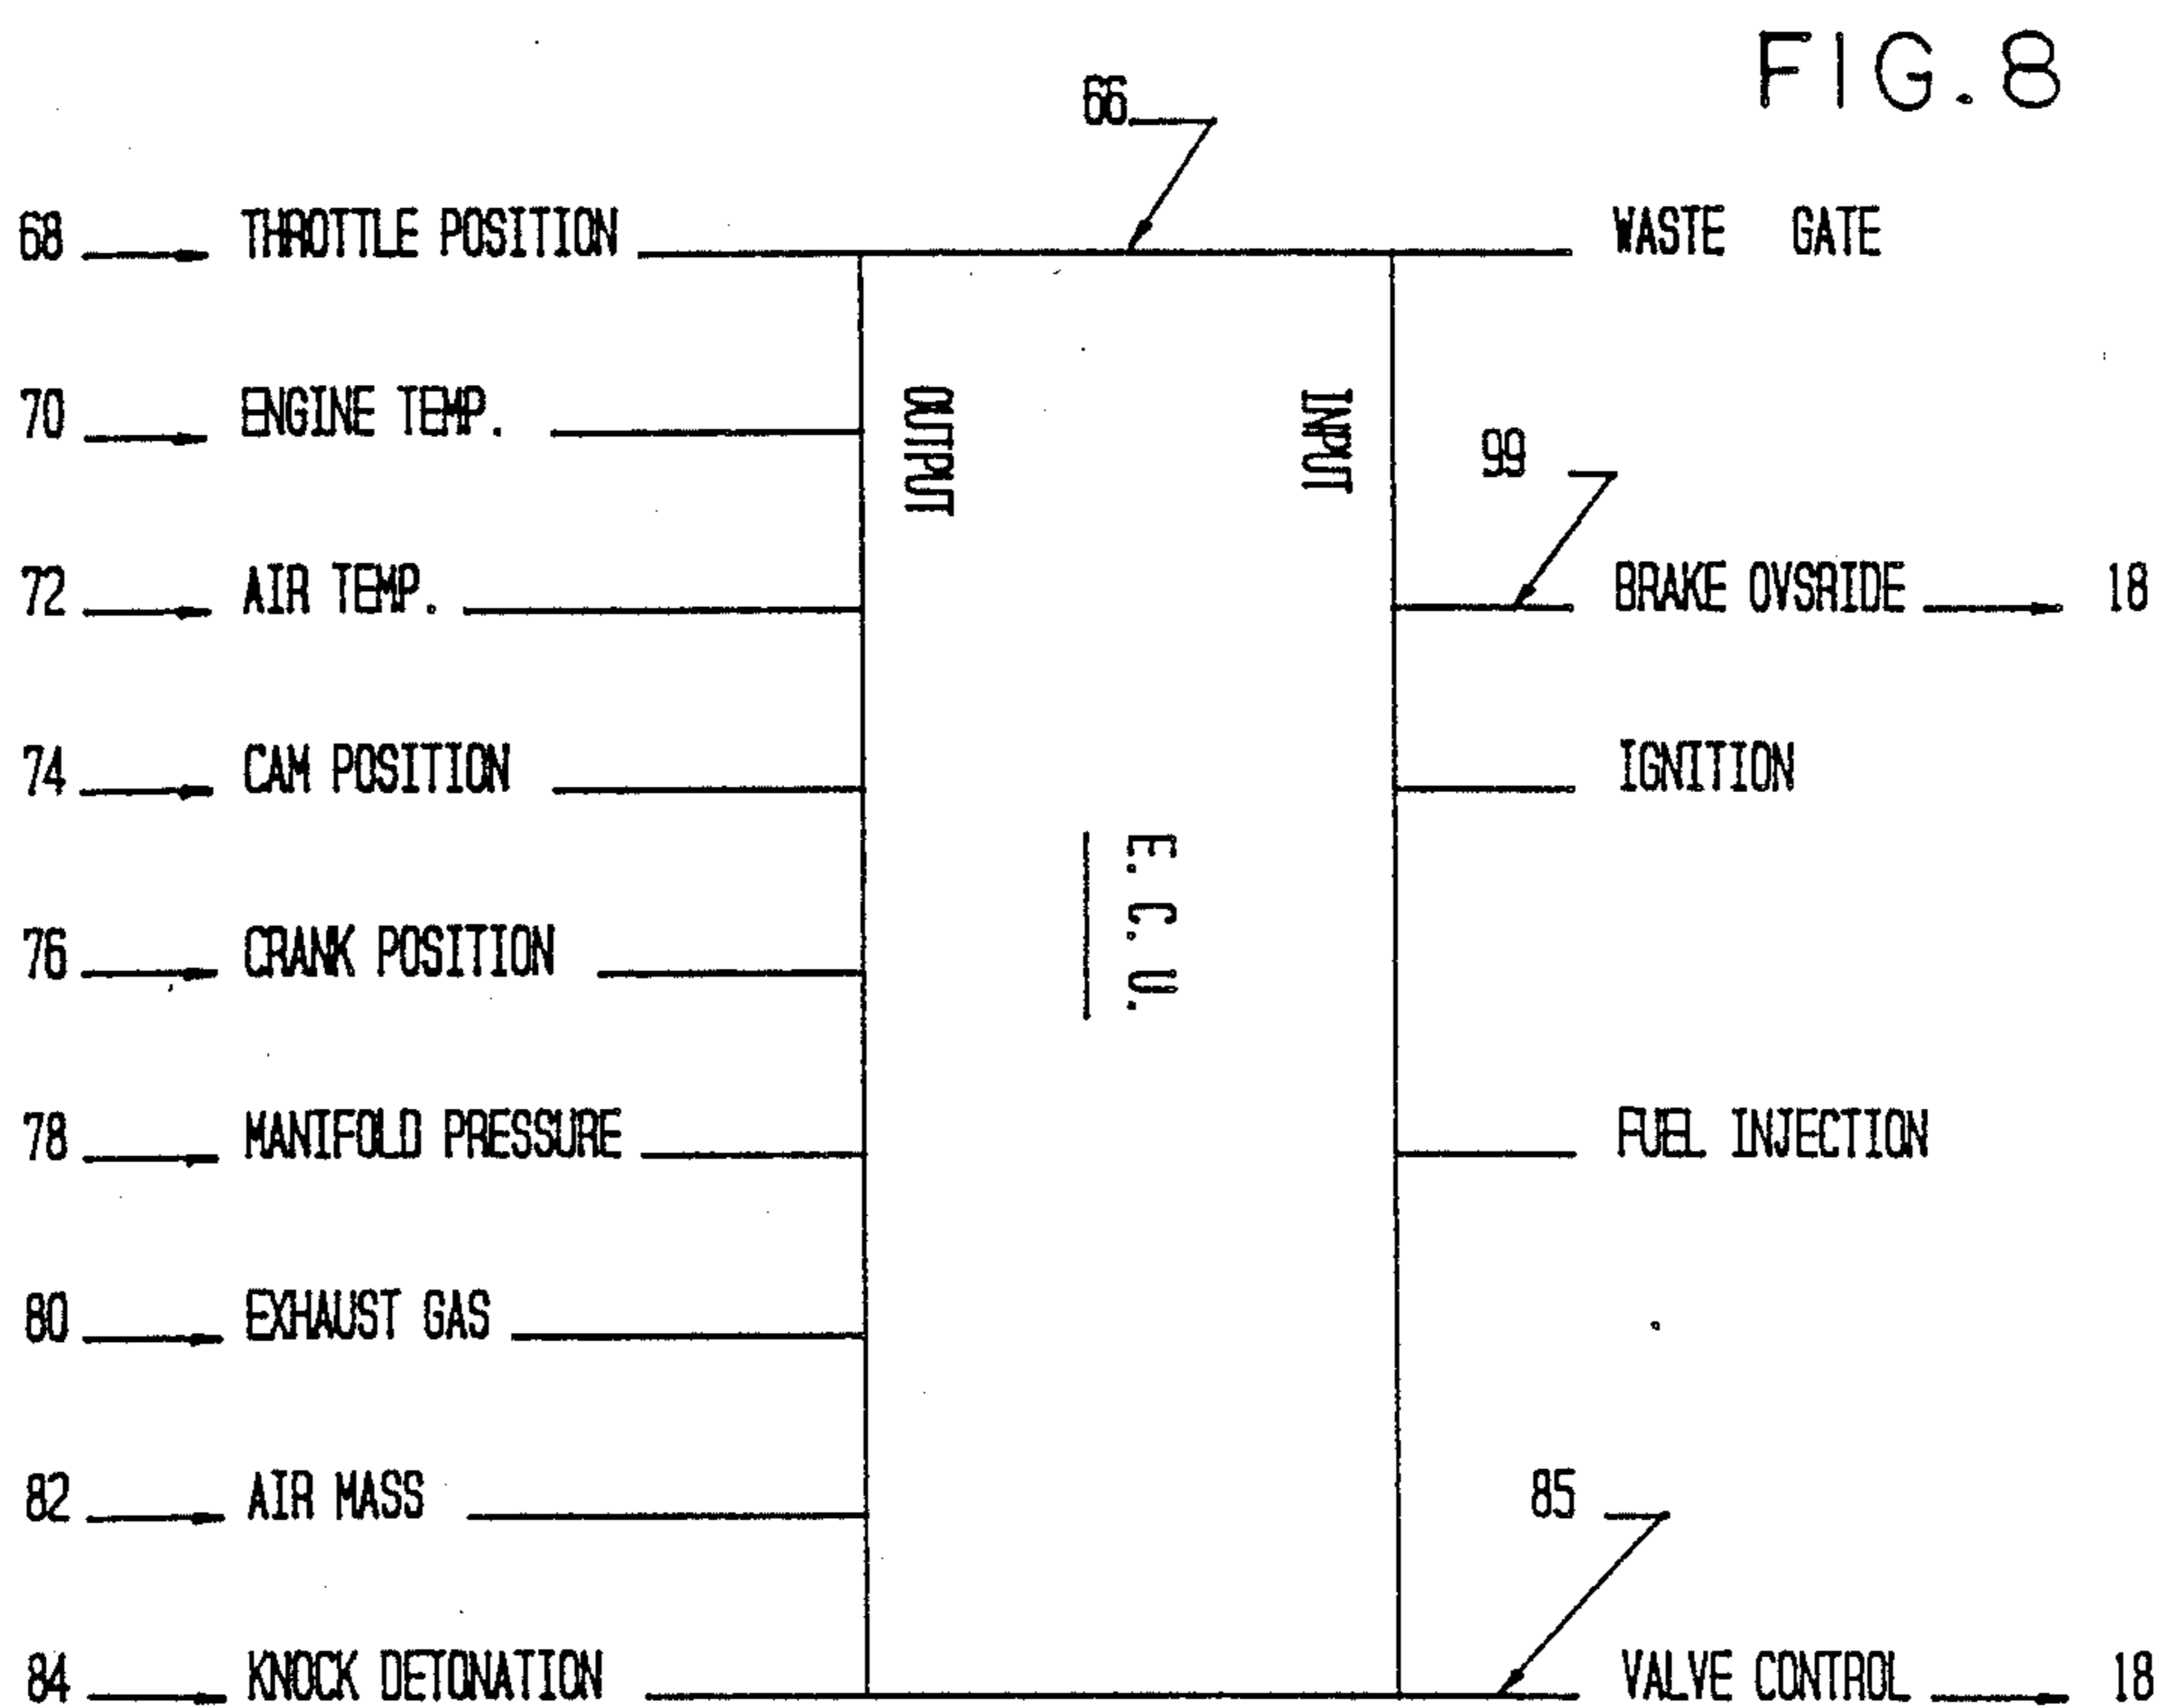 FIG.8
66
68 THROTTLE POSITION WASTE GATE
70 ENGINE TEMP.
OUTPUT
INPUT
99
72 AIR TEMP. BRAKE OVSRIDE 18
74 CAM POSITION IGNITION
E. C. U.
76 CRANK POSITION
78 MANIFOLD PRESSURE FUEL INJECTION
80 EXHAUST GAS
82 AIR MASS 85
84 KNOCK DETONATION VALVE CONTROL 18